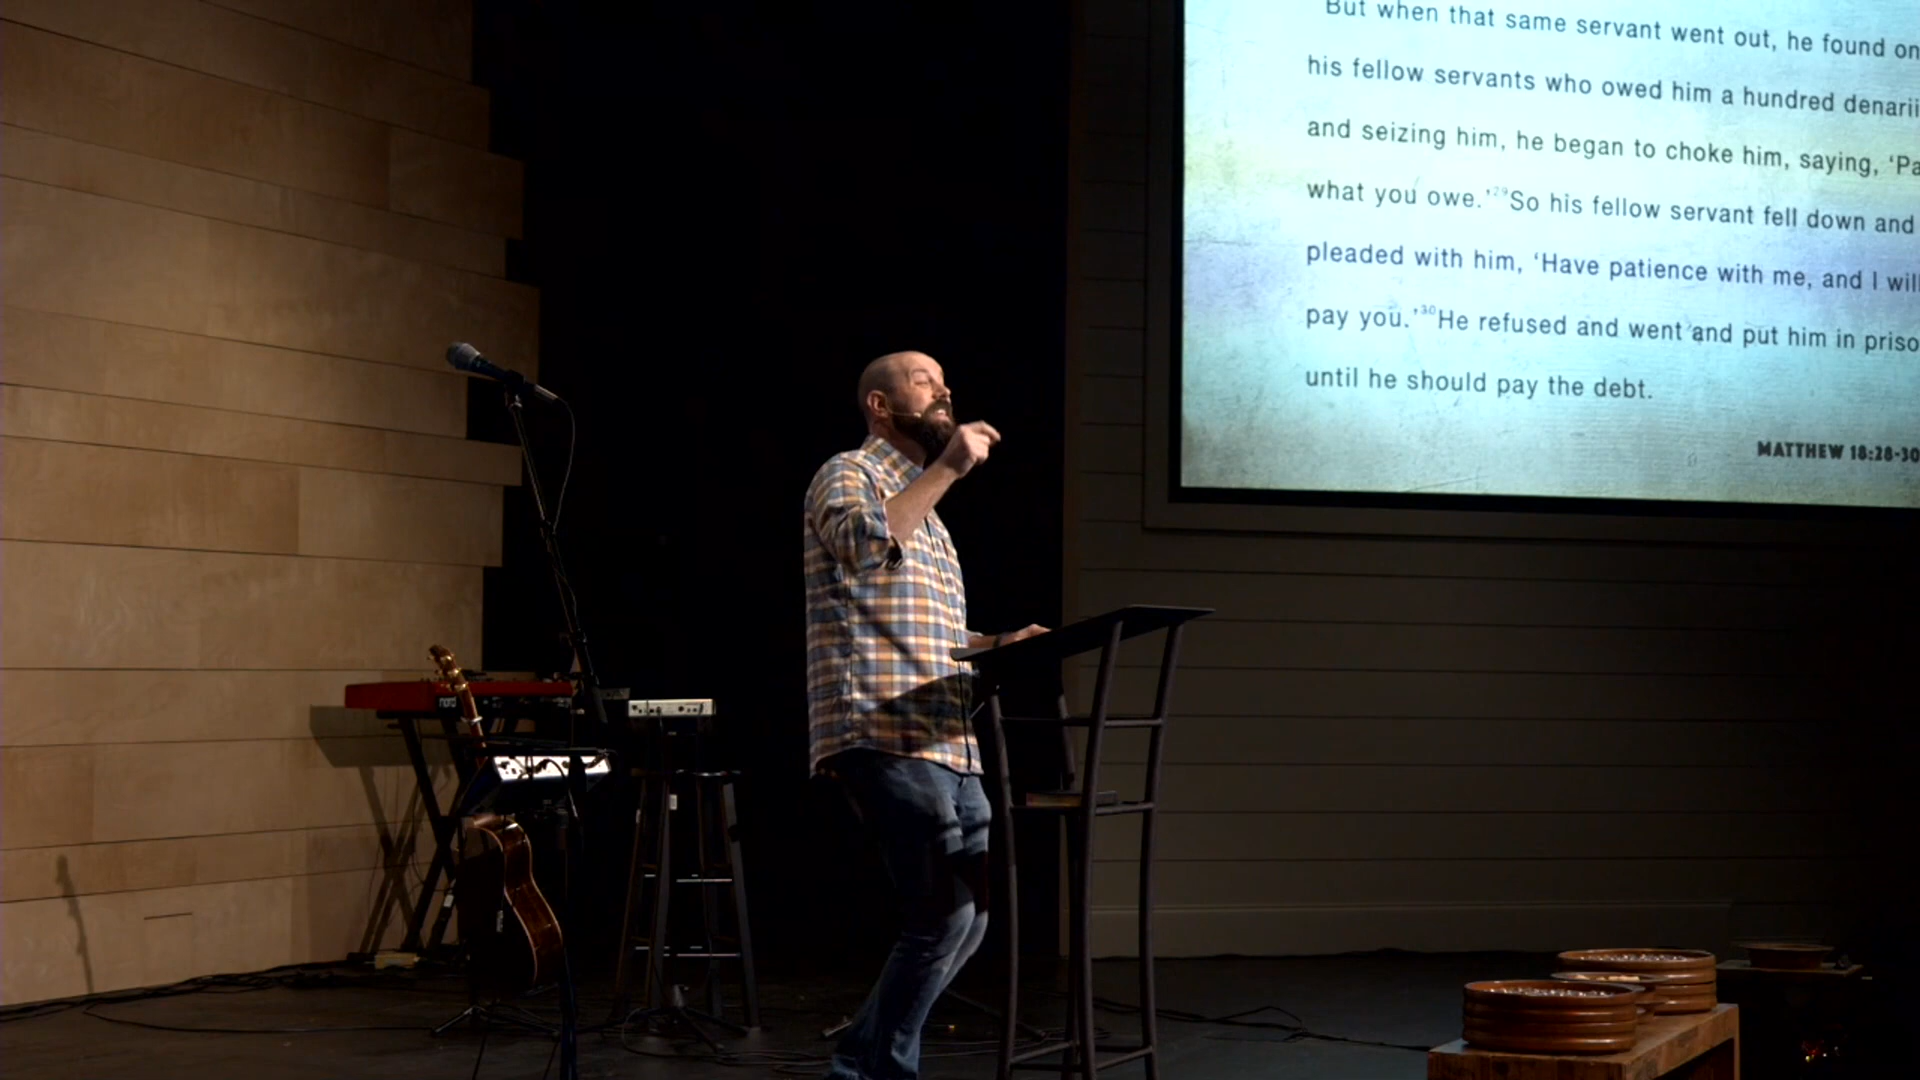 But when that same servant went out, he found on
his fellow servants who owed him a hundred denarii
and seizing him, he began to choke him, saying, ‘Pa
what you owe.’ 29 So his fellow servant fell down and
pleaded with him, ‘Have patience with me, and I will
pay you.’ 30 He refused and went and put him in priso
until he should pay the debt.
MATTHEW 18:28-30
nord